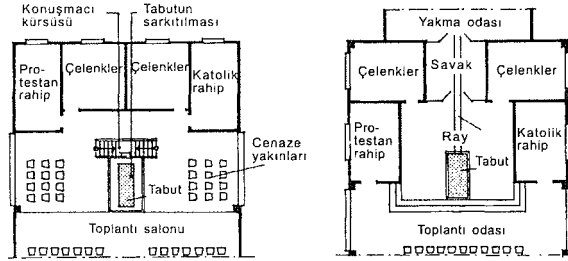 Konuşmacı
kürsüsü
Tabutun
sarkıtılması
Pro-
testan
rahip
Çelenkler
Çelenkler
Katolik
rahip
Cenaze
yakınları
Tabut
Toplantı salonu
Yakma odası
Çelenkler
Savak
Çelenkler
Pro-
testan
rahip
Ray
Katolik
rahip
Tabut
Toplantı odası